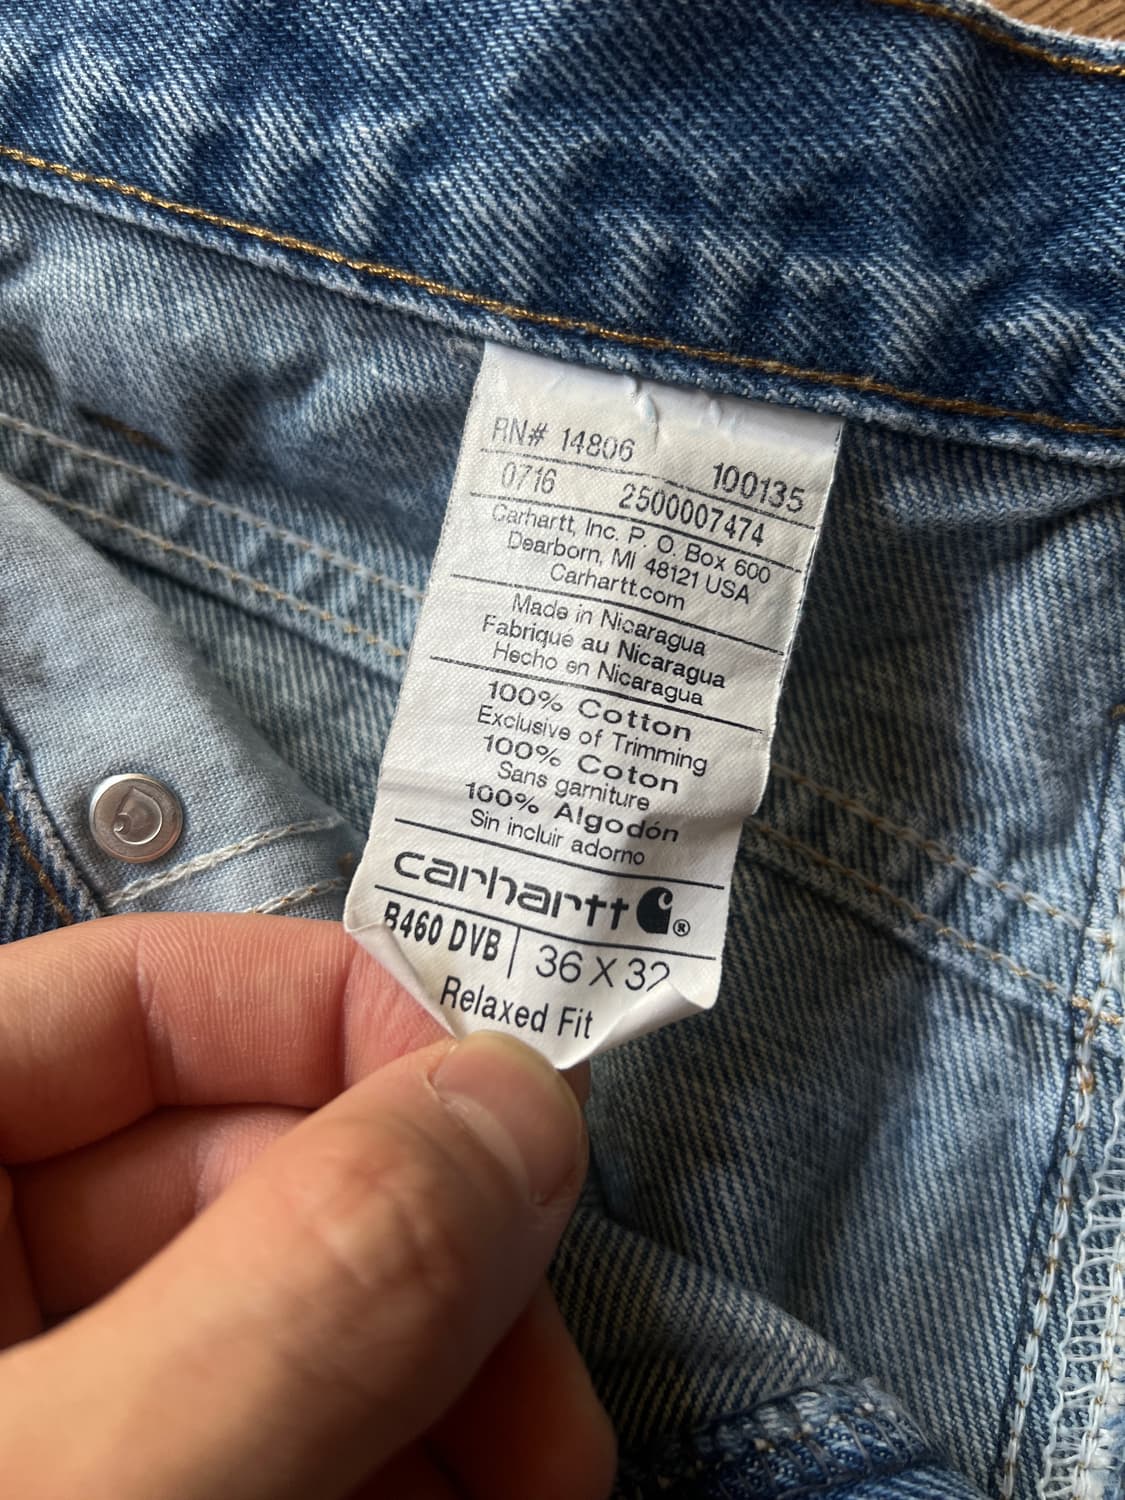 RN# 14806 100135
0716 2500007474
Carhartt, Inc. P. O. Box 600
Dearborn, MI 48121 USA
Carhartt.com
Made in Nicaragua
Fabriqué au Nicaragua
Hecho en Nicaragua
100% Cotton
Exclusive of Trimming
100% Coton
Sans garniture
100% Algodón
Sin incluir adorno
carhartt ®
B460 DVB | 36 X 32
Relaxed Fit